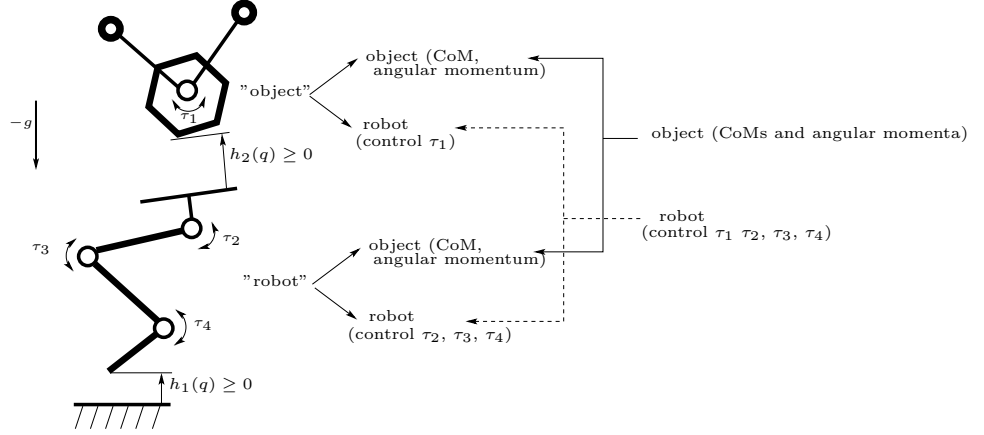 object (CoM,
angular momentum)
"object"
τ1
robot
(control τ1)
−g
object (CoMs and angular momenta)
h2(q) ≥ 0
robot
(control τ1 τ2, τ3, τ4)
τ2
τ3
object (CoM,
angular momentum)
"robot"
τ4
robot
(control τ2, τ3, τ4)
h1(q) ≥ 0